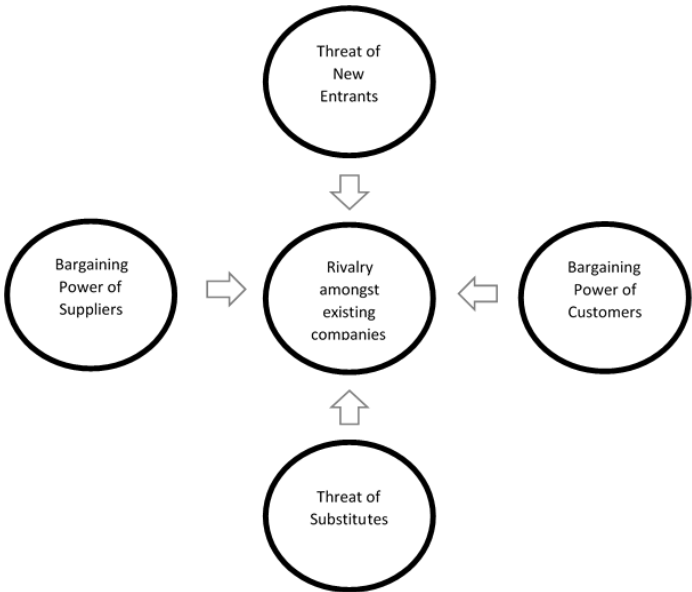 Threat of
New
Entrants
Bargaining
Power of
Suppliers
Rivalry
amongst
existing
companies
Bargaining
Power of
Customers
Threat of
Substitutes